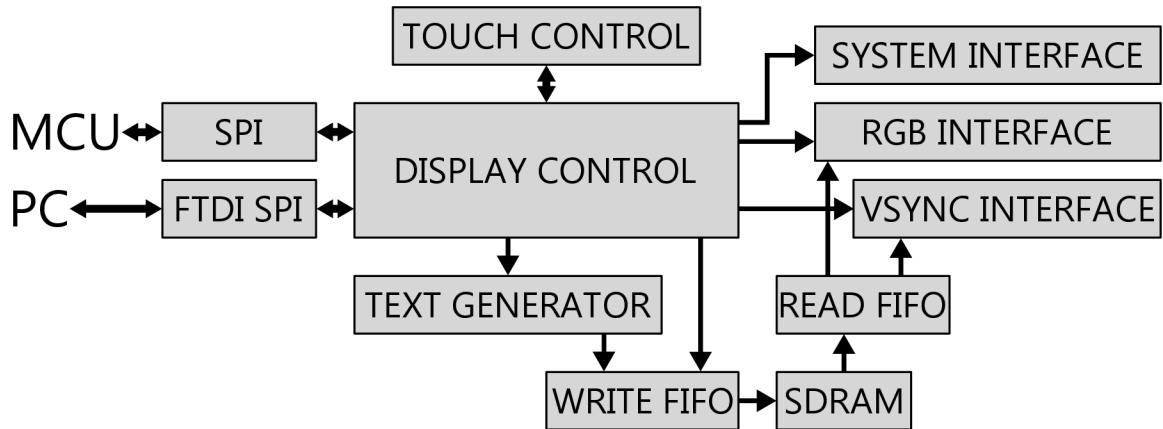 TOUCH CONTROL
SYSTEM INTERFACE
MCU
SPI
RGB INTERFACE
DISPLAY CONTROL
PC
FTDI SPI
VSYNC INTERFACE
TEXT GENERATOR
READ FIFO
WRITE FIFO
SDRAM